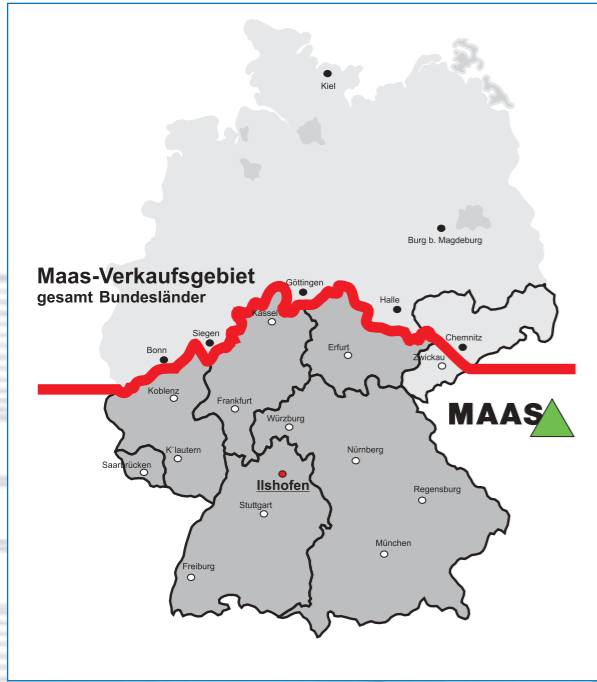 Kiel
Burg b. Magdeburg
Maas-Verkaufsgebiet
gesamt Bundesländer
Göttingen
Halle
Kassel
Siegen
Chemnitz
Bonn
Erfurt
Zwickau
Koblenz
Frankfurt
MAAS
Würzburg
K`lautern
Nürnberg
Saarbrücken
Ilshofen
Regensburg
Stuttgart
München
Freiburg